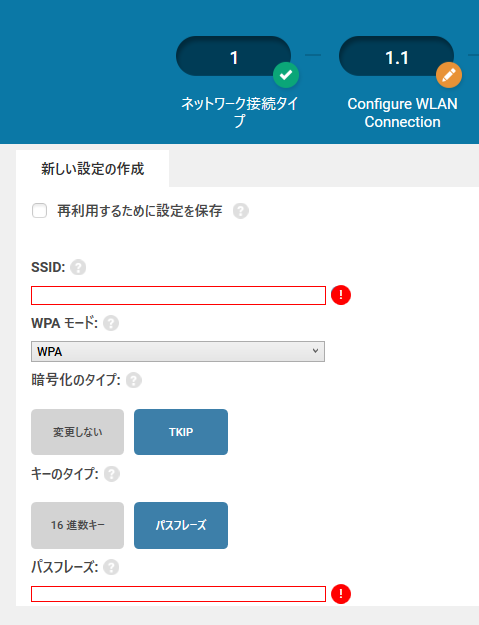 1
1.1
ネットワーク接続タイ
プ
Configure WLAN
Connection
新しい設定の作成
再利用するために設定を保存 ?
SSID: ?
!
WPA モード: ?
WPA
暗号化のタイプ: ?
変更しない
TKIP
キーのタイプ: ?
16 進数キー
パスフレーズ
パスフレーズ: ?
!